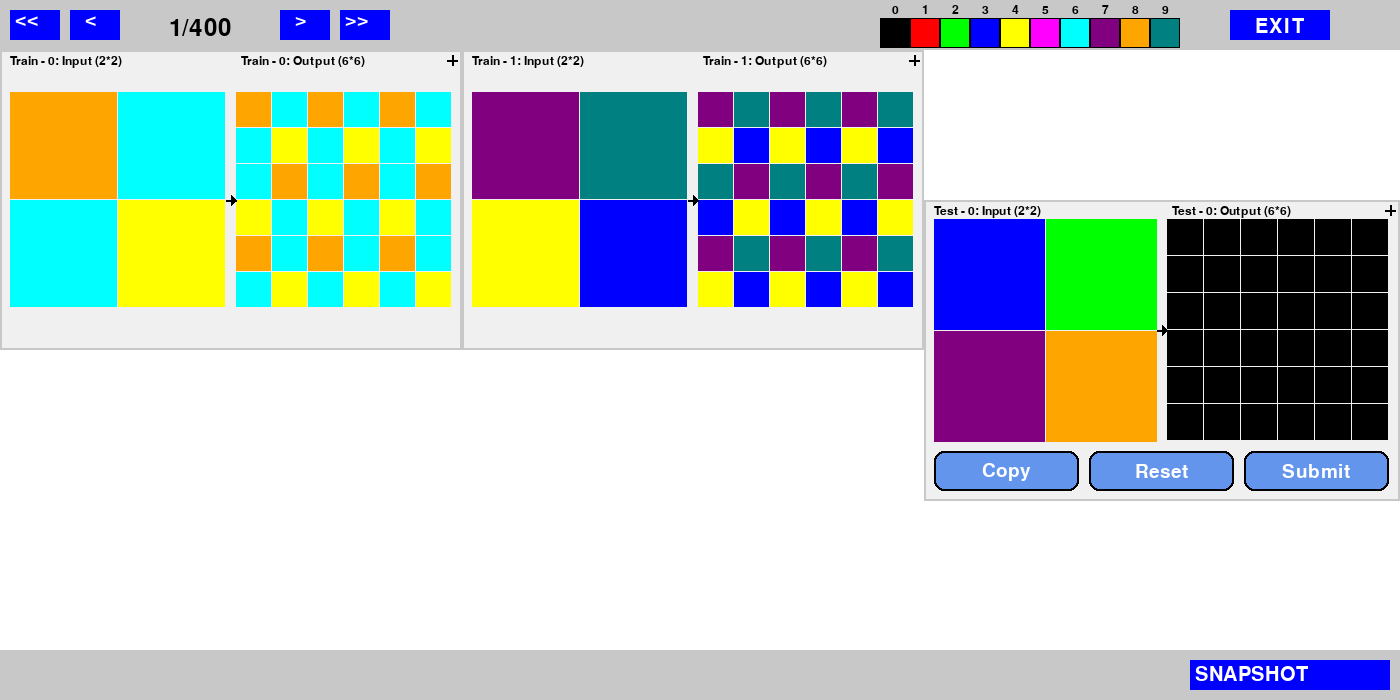 << < 1/400 > >> 0 1 2 3 4 5 6 7 8 9 EXIT
Train - 0: Input (2*2) Train - 0: Output (6*6) + Train - 1: Input (2*2) Train - 1: Output (6*6) +
Test - 0: Input (2*2) Test - 0: Output (6*6) +
Copy Reset Submit
SNAPSHOT